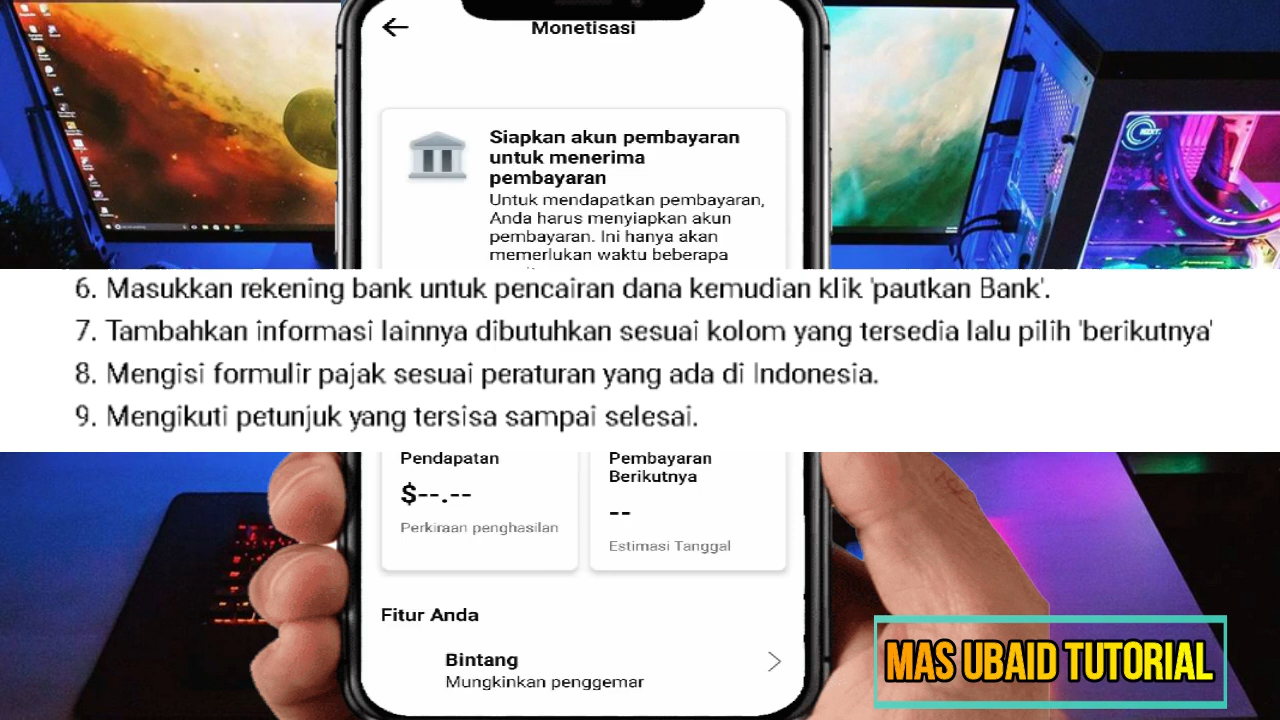 Monetisasi
Siapkan akun pembayaran
untuk menerima
pembayaran
Untuk mendapatkan pembayaran,
Anda harus menyiapkan akun
pembayaran. Ini hanya akan
memerlukan waktu beberapa
6. Masukkan rekening bank untuk pencairan dana kemudian klik 'pautkan Bank'.
7. Tambahkan informasi lainnya dibutuhkan sesuai kolom yang tersedia lalu pilih 'berikutnya'
8. Mengisi formulir pajak sesuai peraturan yang ada di Indonesia.
9. Mengikuti petunjuk yang tersisa sampai selesai.
Pendapatan
$--.--
Perkiraan penghasilan
Pembayaran
Berikutnya
--
Estimasi Tanggal
Fitur Anda
Bintang
Mungkinkan penggemar
MAS UBAID TUTORIAL
NZXT